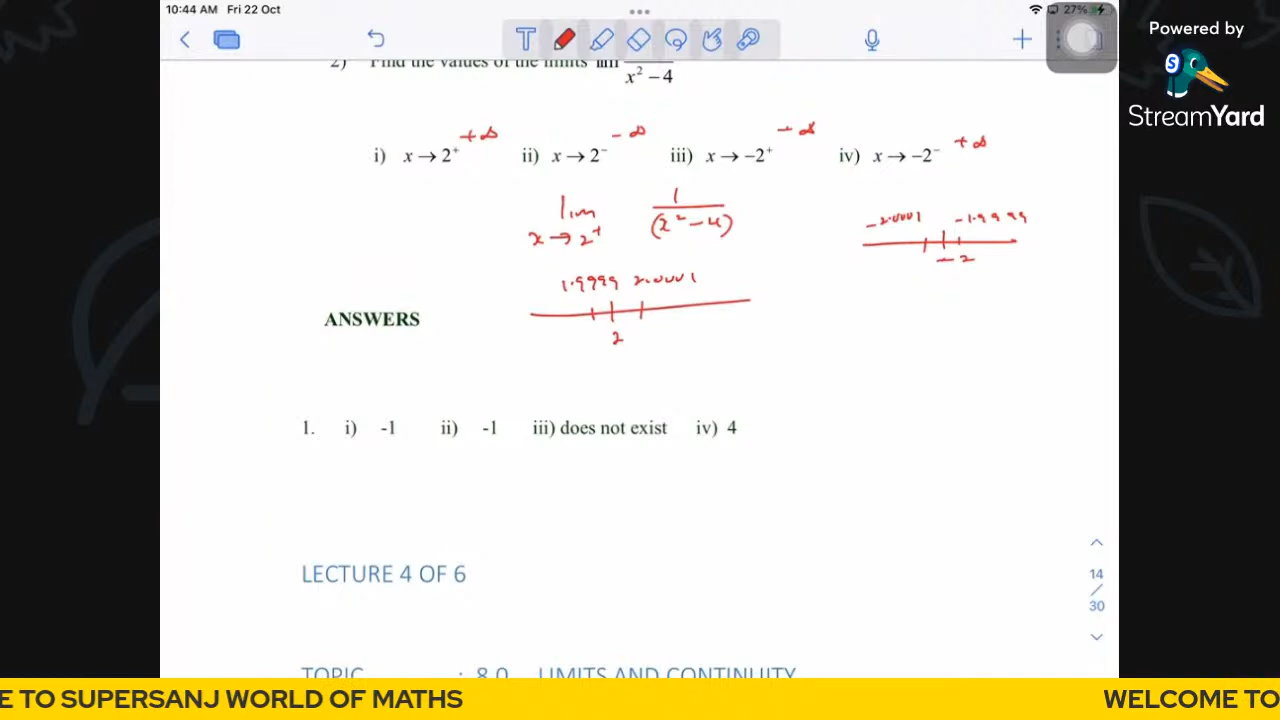 10:44 AM Fri 22 Oct
27%
Powered by
StreamYard
2) Find the values of the limits lim
x² – 4
+∞ – ∞ – ∞ +∞
i) x → 2⁺ ii) x → 2⁻ iii) x → –2⁺ iv) x → –2⁻
lim 1
x → 2⁺ (x² – 4)
–2.0001 –1.9999
–2
1.9999 2.0001
2
ANSWERS
1. i) -1 ii) -1 iii) does not exist iv) 4
14
/
30
LECTURE 4 OF 6
TOPIC : 8.0 LIMITS AND CONTINUITY
E TO SUPERSANJ WORLD OF MATHS WELCOME TO